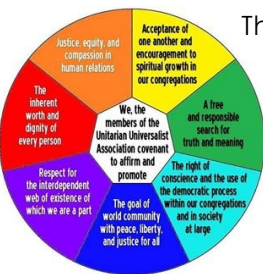 Th
Acceptance of
one another and
encouragement to
spiritual growth in
our congregations
A free
and responsible
search for
truth and meaning
The right of
conscience and the use of
the democratic process
within our congregations
and in society
at large
The goal of
world community
with peace, liberty,
and justice for all
Respect for
the interdependent
web of existence of
which we are a part
The
inherent
worth and
dignity of
every person
Justice, equity, and
compassion in
human relations
We, the
members of the
Unitarian Universalist
Association covenant
to affirm and
promote